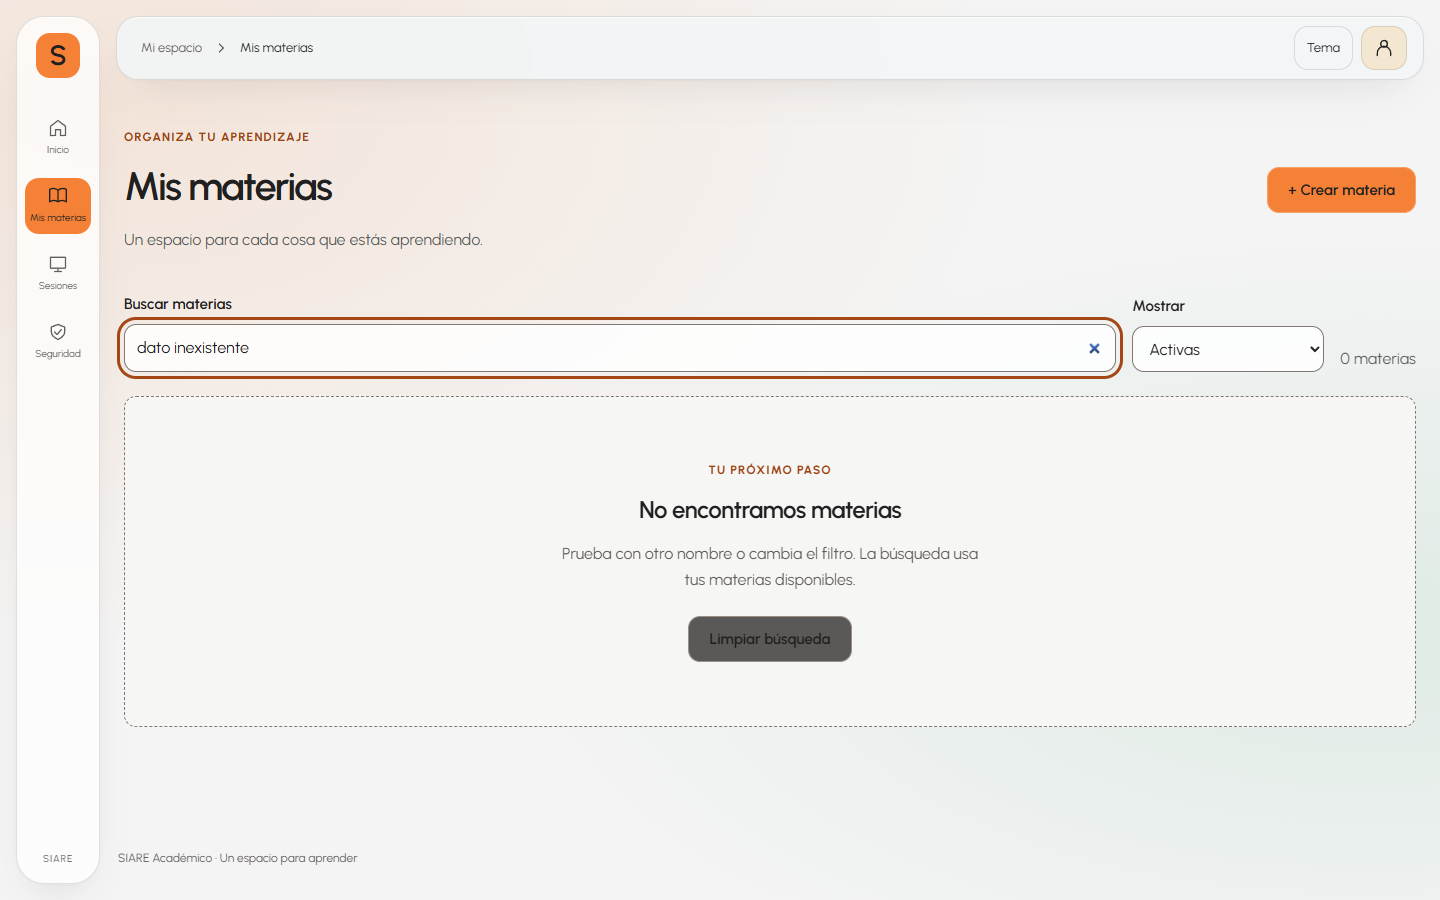 S
Mi espacio > Mis materias
Tema
Inicio
Mis materias
Sesiones
Seguridad
ORGANIZA TU APRENDIZAJE
Mis materias
+ Crear materia
Un espacio para cada cosa que estás aprendiendo.
Buscar materias
Mostrar
dato inexistente
Activas
0 materias
TU PRÓXIMO PASO
No encontramos materias
Prueba con otro nombre o cambia el filtro. La búsqueda usa
tus materias disponibles.
Limpiar búsqueda
SIARE
SIARE Académico · Un espacio para aprender